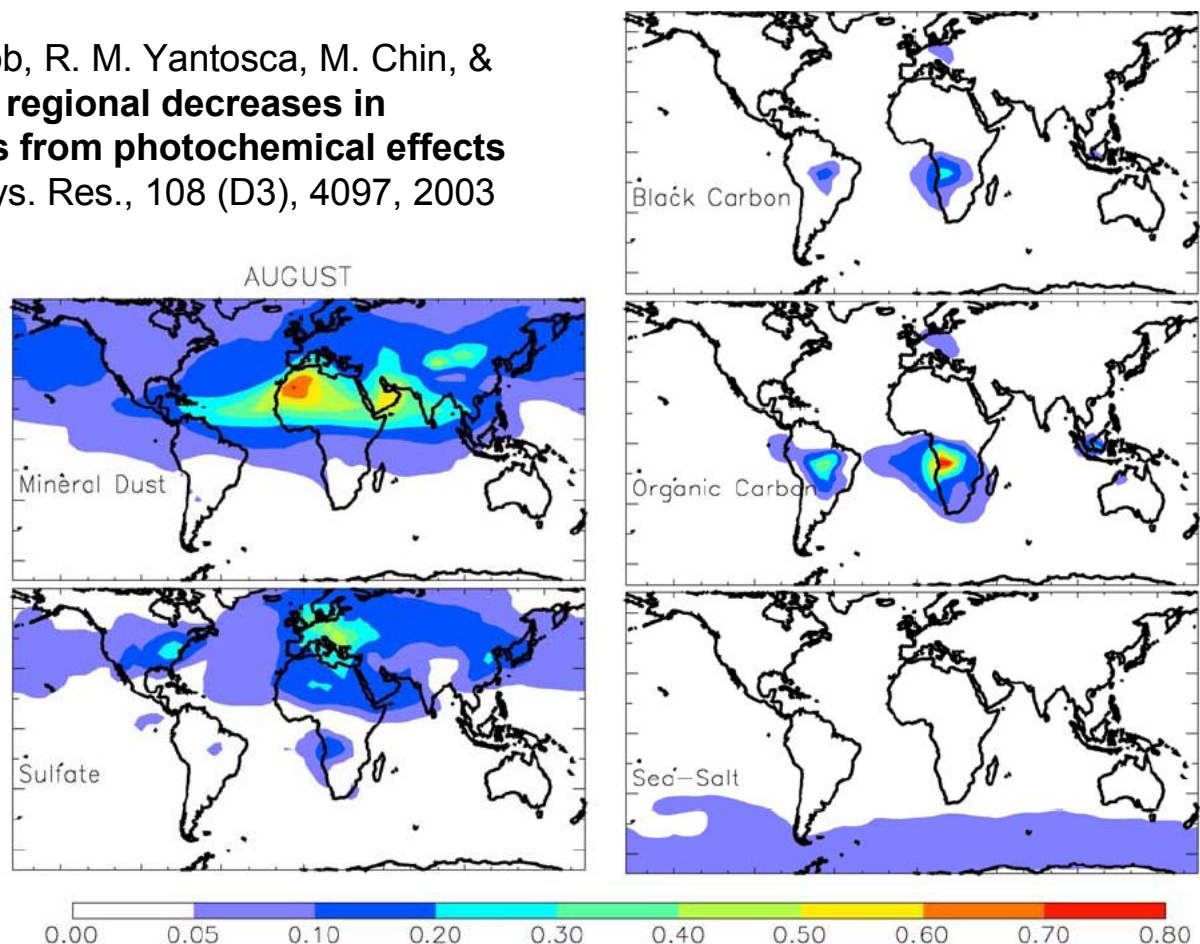 ob, R. M. Yantosca, M. Chin, &
regional decreases in
s from photochemical effects
ys. Res., 108 (D3), 4097, 2003
AUGUST
Mineral Dust
Sulfate
Black Carbon
Organic Carbon
Sea-Salt
0.00 0.05 0.10 0.20 0.30 0.40 0.50 0.60 0.70 0.80